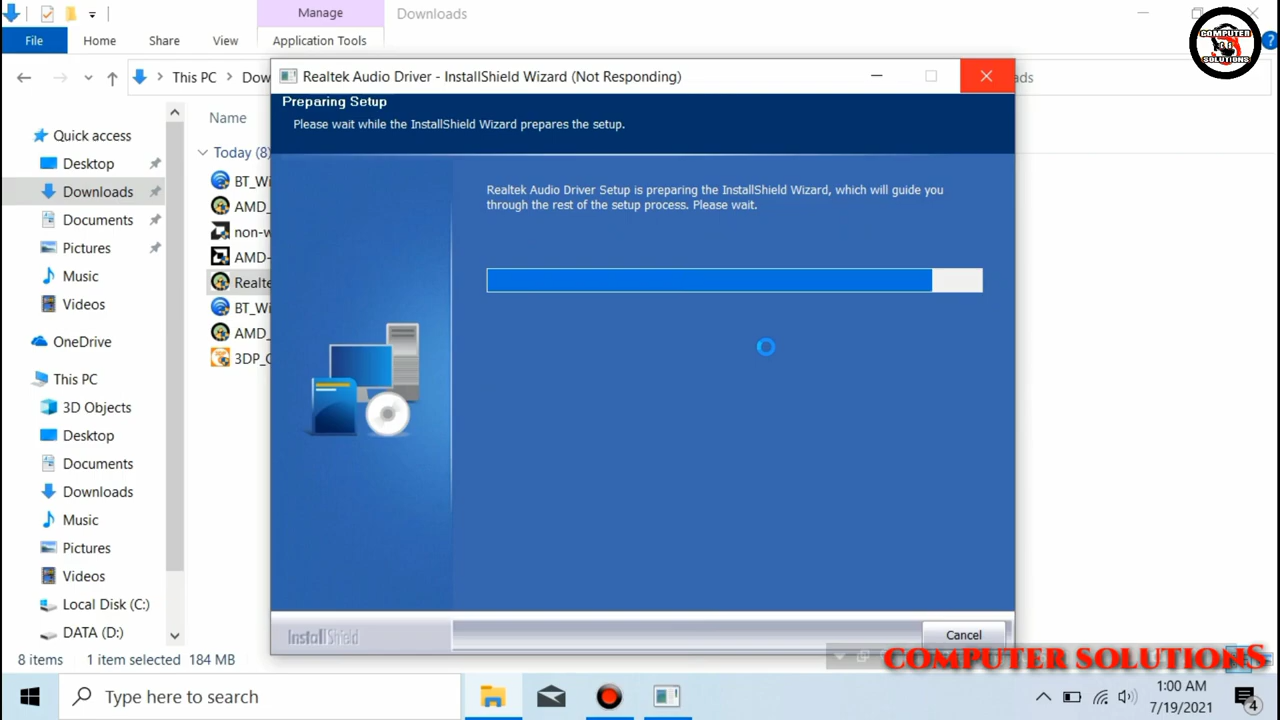 Manage
Downloads
File
Home
Share
View
Application Tools
COMPUTER
SOLUTIONS
This PC
Dow
ads
Realtek Audio Driver - InstallShield Wizard (Not Responding)
Preparing Setup
Please wait while the InstallShield Wizard prepares the setup.
Realtek Audio Driver Setup is preparing the InstallShield Wizard, which will guide you
through the rest of the setup process. Please wait.
InstallShield
Cancel
Quick access
Desktop
Downloads
Documents
Pictures
Music
Videos
OneDrive
This PC
3D Objects
Desktop
Documents
Downloads
Music
Pictures
Videos
Local Disk (C:)
DATA (D:)
Name
Today (8)
BT_Wi
AMD_
non-w
AMD-
Realte
BT_Wi
AMD_
3DP_C
8 items
1 item selected
184 MB
COMPUTER SOLUTIONS
Type here to search
1:00 AM
7/19/2021
4